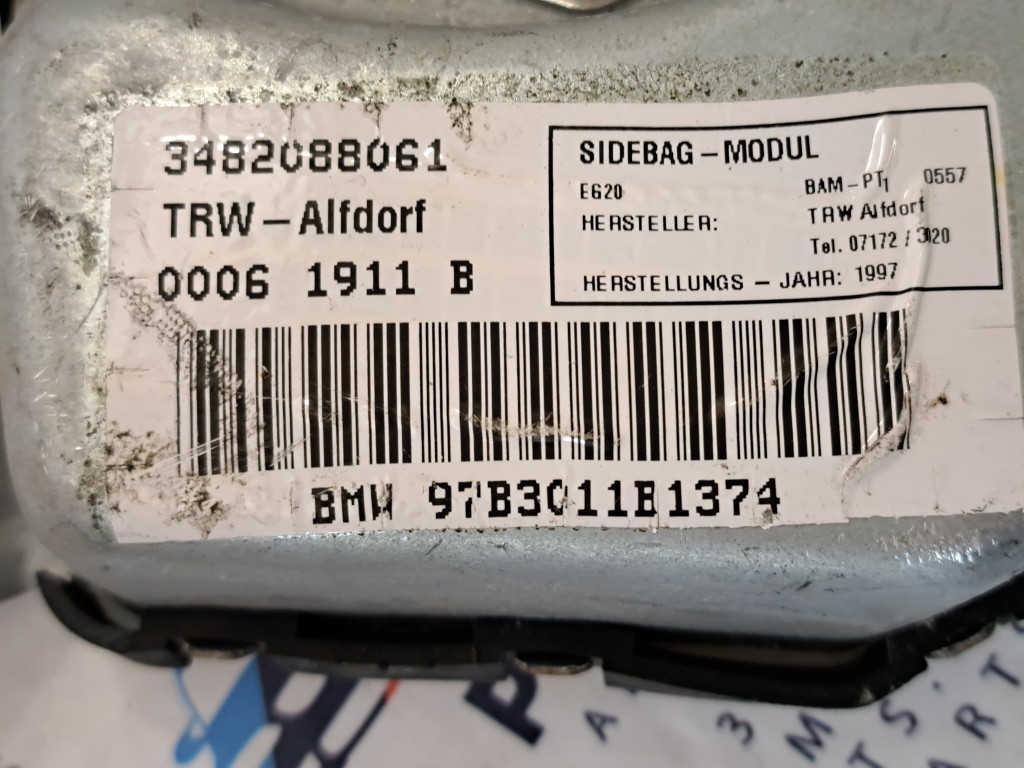 3482088061
TRW - Alfdorf
0006 1911 B
SIDEBAG - MODUL
EG20 BAM - PT1 0557
HERSTELLER: TRW Alfdorf
Tel. 07172 / 3020
HERSTELLUNGS - JAHR: 1997
BMW 97B3011B1374
P